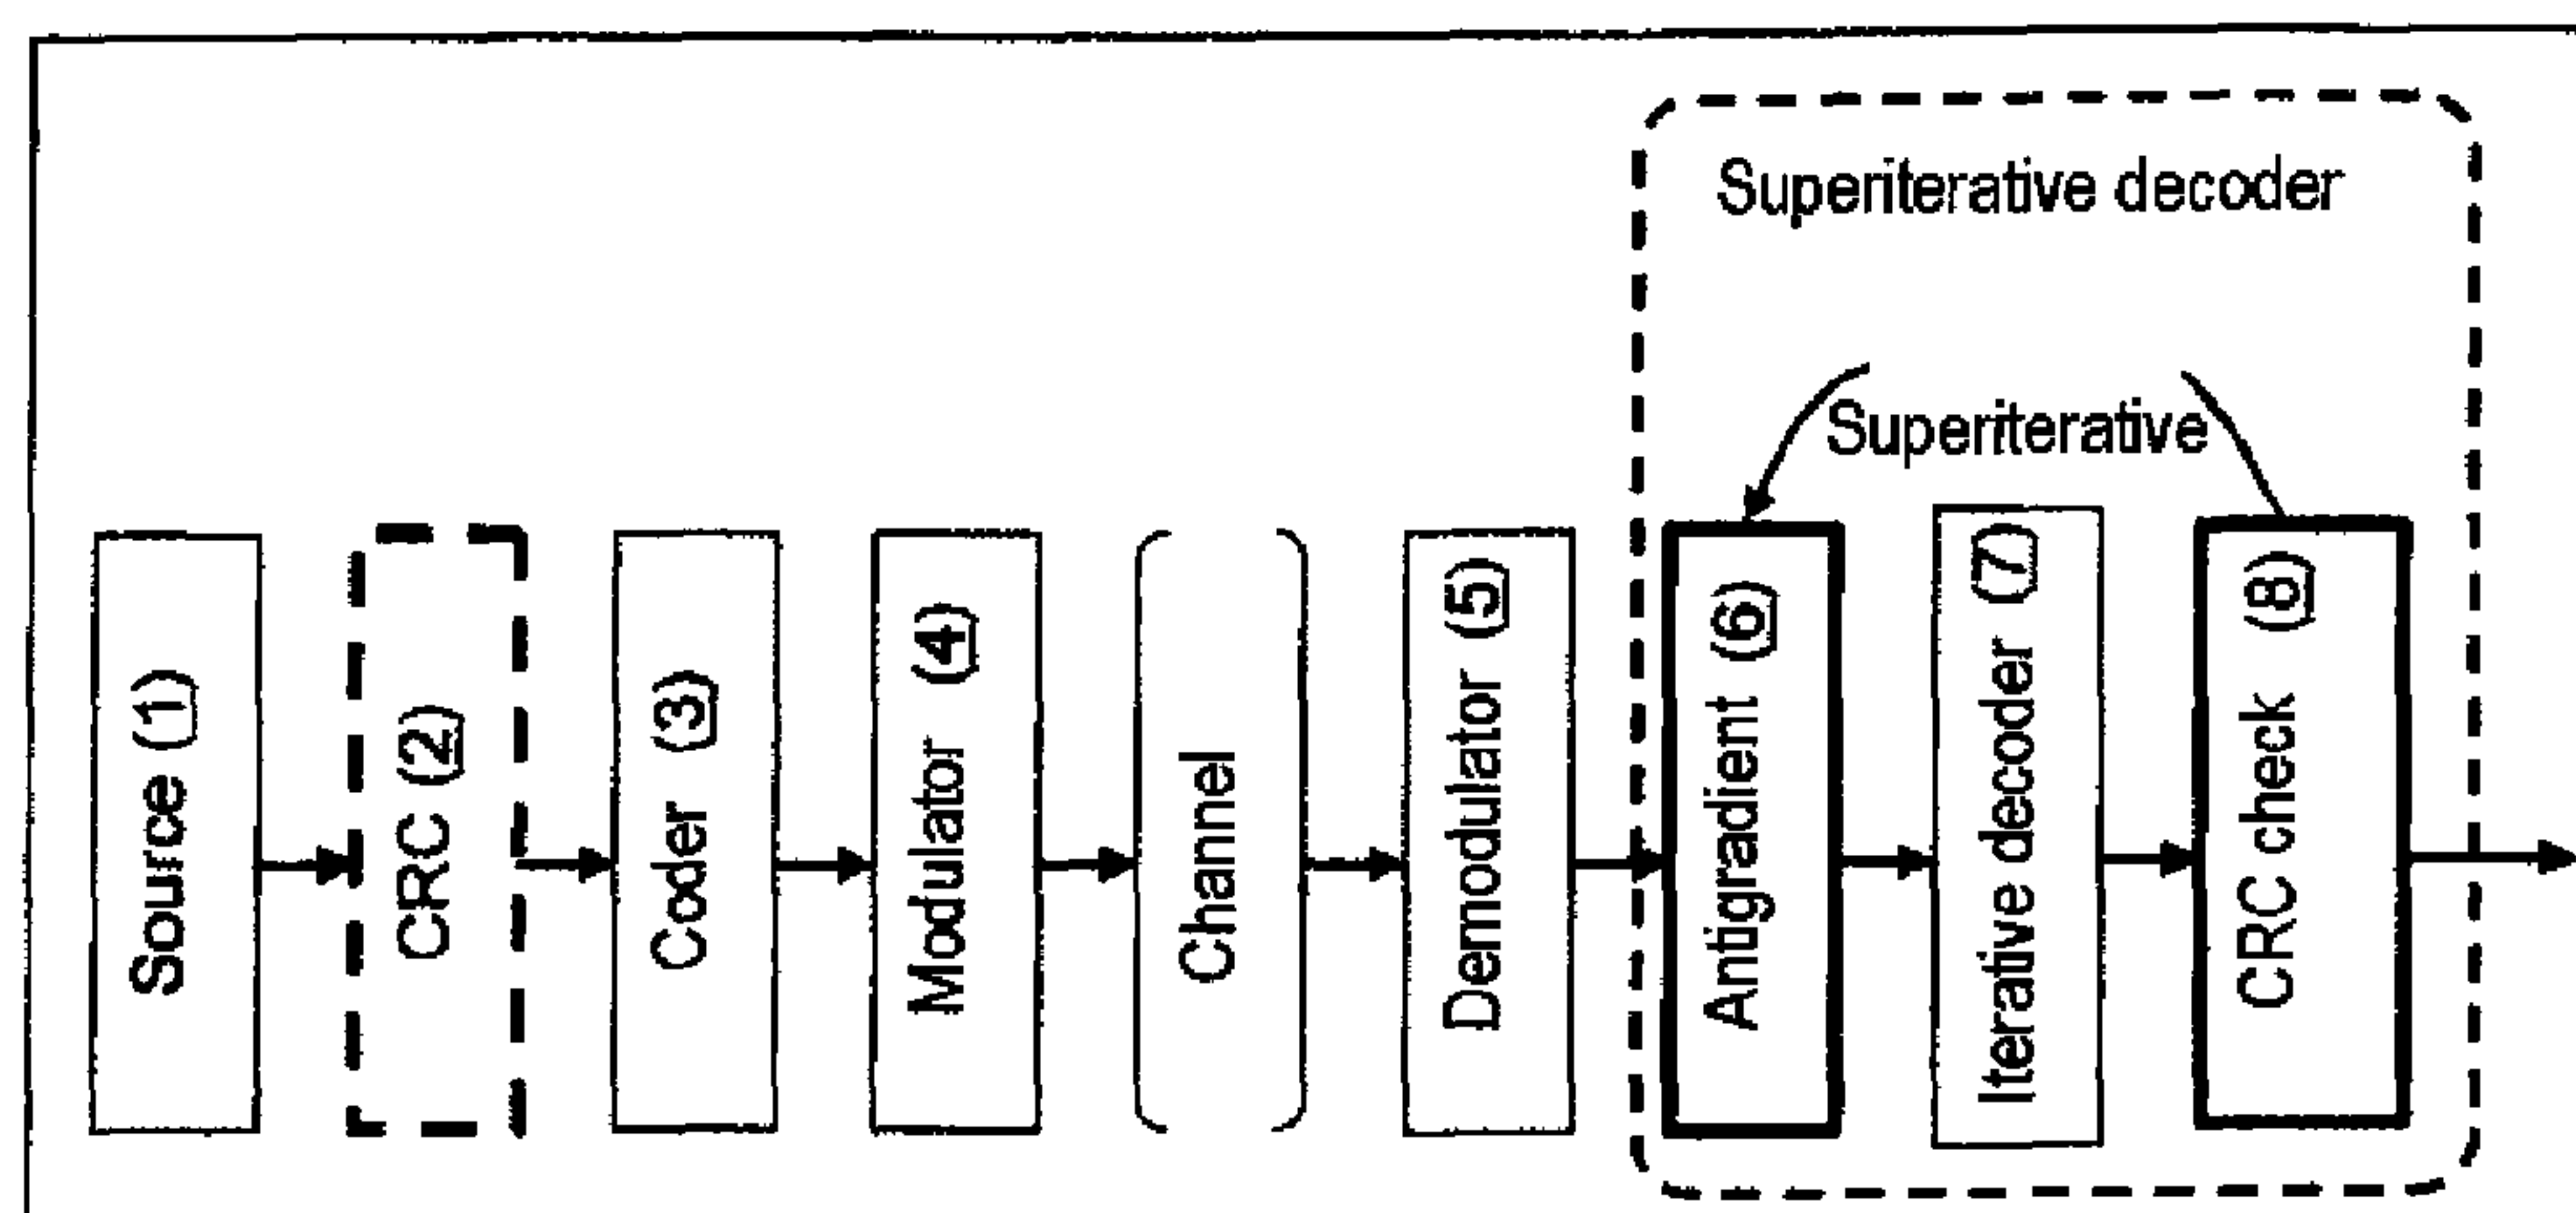 Superiterative decoder
Superiterative
Source (1)
CRC (2)
Coder (3)
Modulator (4)
Channel
Demodulator (5)
Antigradient (6)
Iterative decoder (7)
CRC check (8)